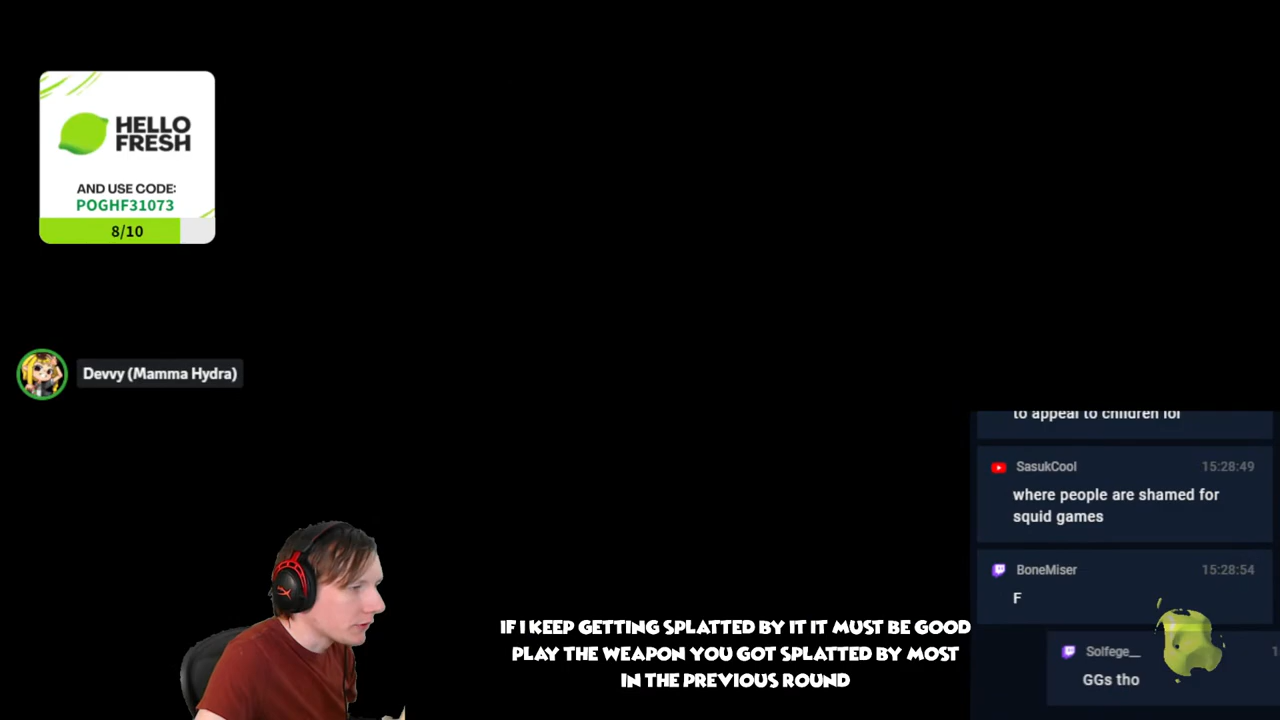 HELLO
FRESH
AND USE CODE:
POGHF31073
8/10
Devvy (Mamma Hydra)
to appeal to children lol
SasukCool 15:28:49
where people are shamed for
squid games
BoneMiser 15:28:54
F
Solfege__
GGs tho
IF I KEEP GETTING SPLATTED BY IT IT MUST BE GOOD
PLAY THE WEAPON YOU GOT SPLATTED BY MOST
IN THE PREVIOUS ROUND